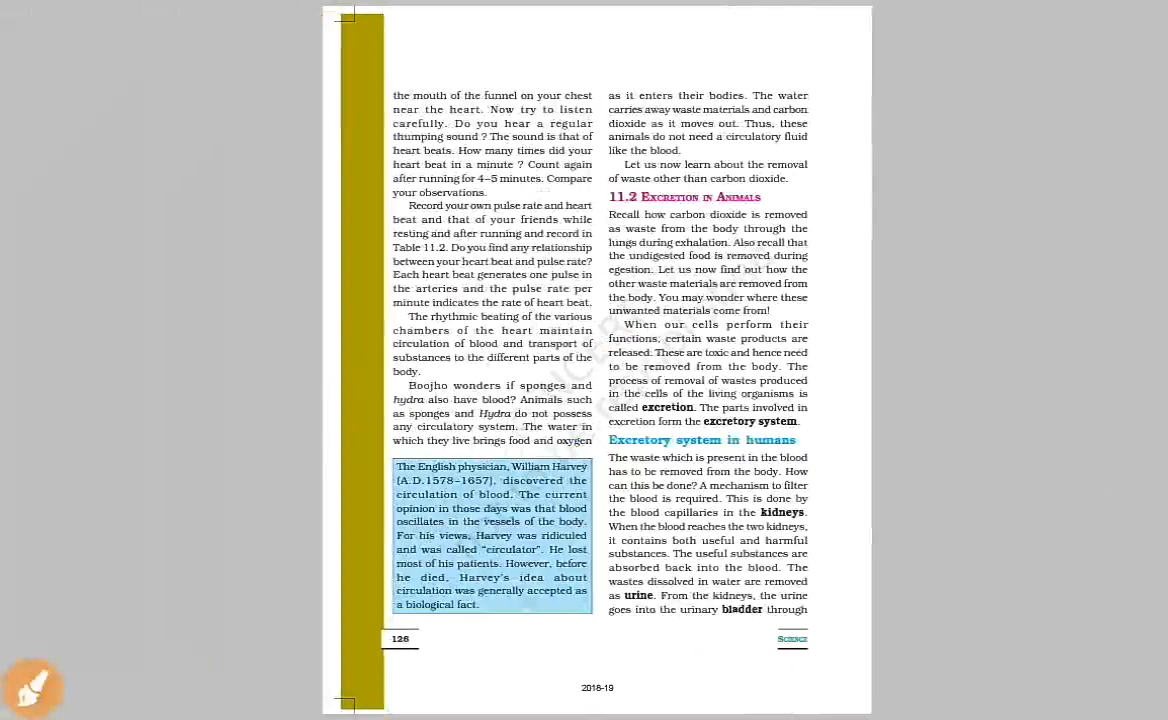 the mouth of the funnel on your chest
near the heart. Now try to listen
carefully. Do you hear a regular
thumping sound ? The sound is that of
heart beats. How many times did your
heart beat in a minute ? Count again
after running for 4–5 minutes. Compare
your observations.
Record your own pulse rate and heart
beat and that of your friends while
resting and after running and record in
Table 11.2. Do you find any relationship
between your heart beat and pulse rate?
Each heart beat generates one pulse in
the arteries and the pulse rate per
minute indicates the rate of heart beat.
The rhythmic beating of the various
chambers of the heart maintain
circulation of blood and transport of
substances to the different parts of the
body.
Boojho wonders if sponges and
hydra also have blood? Animals such
as sponges and Hydra do not possess
any circulatory system. The water in
which they live brings food and oxygen
The English physician, William Harvey
(A.D.1578–1657), discovered the
circulation of blood. The current
opinion in those days was that blood
oscillates in the vessels of the body.
For his views, Harvey was ridiculed
and was called “circulator”. He lost
most of his patients. However, before
he died, Harvey’s idea about
circulation was generally accepted as
a biological fact.
as it enters their bodies. The water
carries away waste materials and carbon
dioxide as it moves out. Thus, these
animals do not need a circulatory fluid
like the blood.
Let us now learn about the removal
of waste other than carbon dioxide.
11.2 EXCRETION IN ANIMALS
Recall how carbon dioxide is removed
as waste from the body through the
lungs during exhalation. Also recall that
the undigested food is removed during
egestion. Let us now find out how the
other waste materials are removed from
the body. You may wonder where these
unwanted materials come from!
When our cells perform their
functions, certain waste products are
released. These are toxic and hence need
to be removed from the body. The
process of removal of wastes produced
in the cells of the living organisms is
called excretion. The parts involved in
excretion form the excretory system.
Excretory system in humans
The waste which is present in the blood
has to be removed from the body. How
can this be done? A mechanism to filter
the blood is required. This is done by
the blood capillaries in the kidneys.
When the blood reaches the two kidneys,
it contains both useful and harmful
substances. The useful substances are
absorbed back into the blood. The
wastes dissolved in water are removed
as urine. From the kidneys, the urine
goes into the urinary bladder through
126
SCIENCE
2018-19